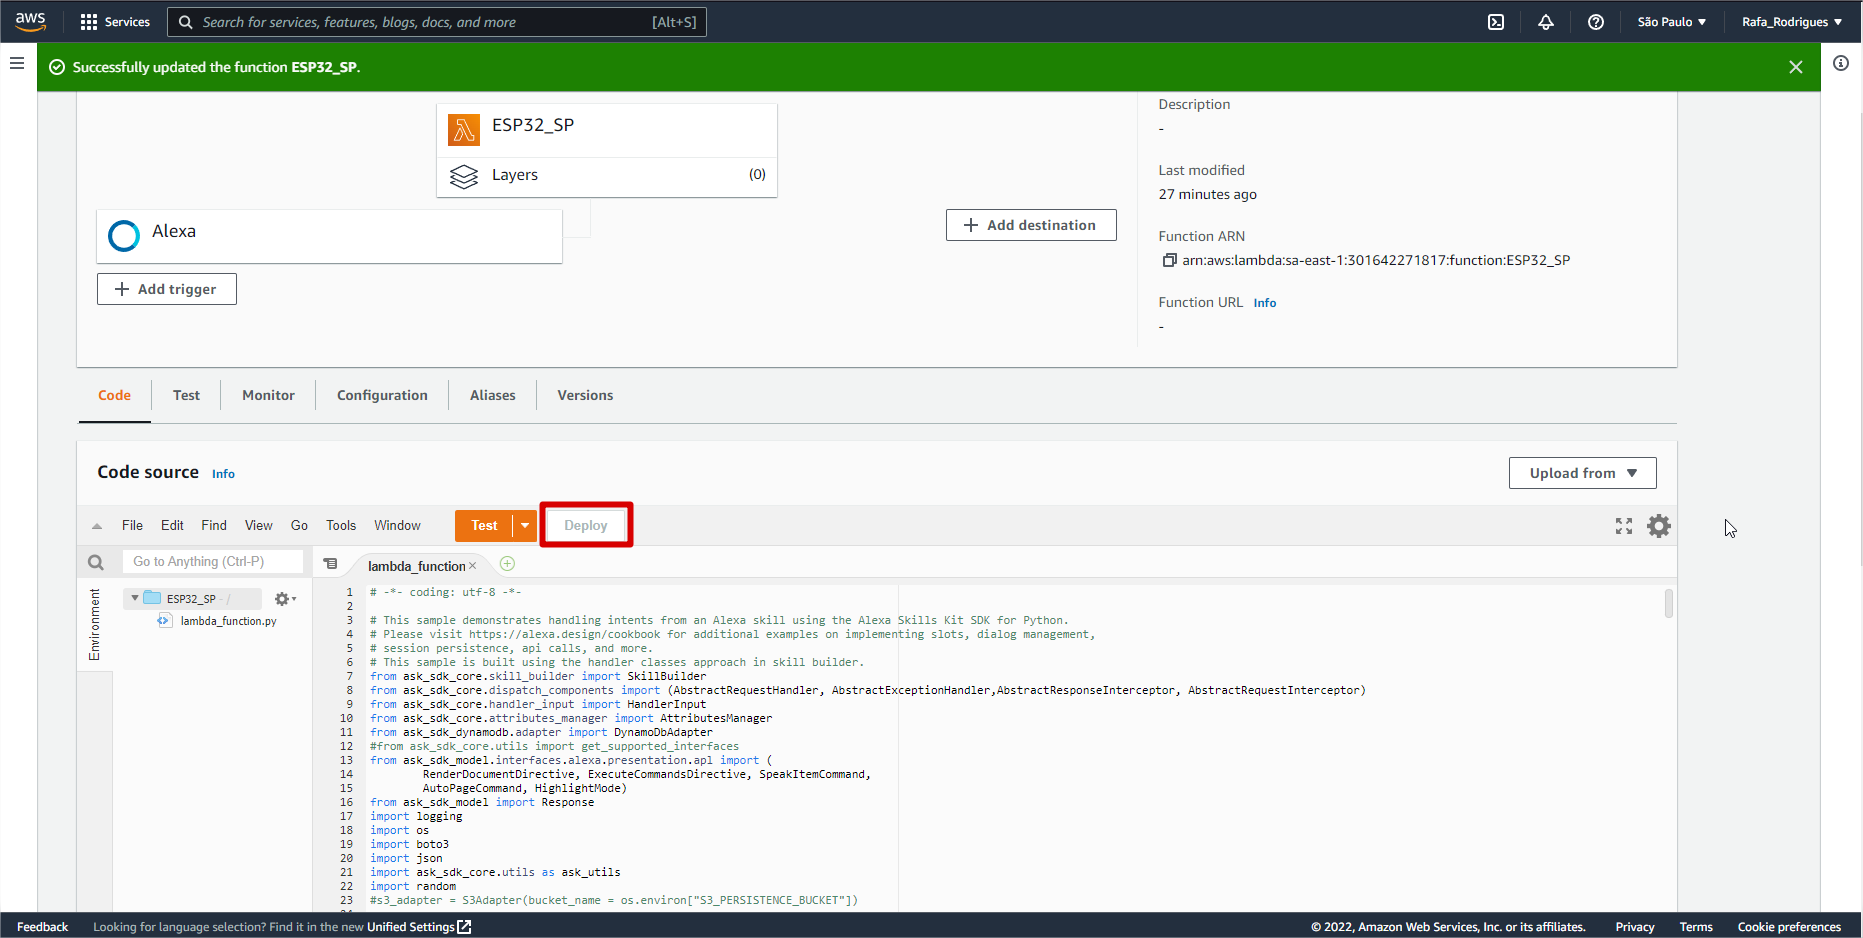 aws Services Search for services, features, blogs, docs, and more [Alt+S] São Paulo Rafa_Rodrigues
Successfully updated the function ESP32_SP.
ESP32_SP
Layers (0)
Alexa
Add trigger
Add destination
Description
-
Last modified
27 minutes ago
Function ARN
arn:aws:lambda:sa-east-1:301642271817:function:ESP32_SP
Function URL Info
-
Code Test Monitor Configuration Aliases Versions
Code source Info Upload from
File Edit Find View Go Tools Window Test Deploy
Go to Anything (Ctrl-P) lambda_function
Environment
ESP32_SP - /
lambda_function.py
1 # -*- coding: utf-8 -*-
2
3 # This sample demonstrates handling intents from an Alexa skill using the Alexa Skills Kit SDK for Python.
4 # Please visit https://alexa.design/cookbook for additional examples on implementing slots, dialog management,
5 # session persistence, api calls, and more.
6 # This sample is built using the handler classes approach in skill builder.
7 from ask_sdk_core.skill_builder import SkillBuilder
8 from ask_sdk_core.dispatch_components import (AbstractRequestHandler, AbstractExceptionHandler,AbstractResponseInterceptor, AbstractRequestInterceptor)
9 from ask_sdk_core.handler_input import HandlerInput
10 from ask_sdk_core.attributes_manager import AttributesManager
11 from ask_sdk_dynamodb.adapter import DynamoDbAdapter
12 #from ask_sdk_core.utils import get_supported_interfaces
13 from ask_sdk_model.interfaces.alexa.presentation.apl import (
14 RenderDocumentDirective, ExecuteCommandsDirective, SpeakItemCommand,
15 AutoPageCommand, HighlightMode)
16 from ask_sdk_model import Response
17 import logging
18 import os
19 import boto3
20 import json
21 import ask_sdk_core.utils as ask_utils
22 import random
23 #s3_adapter = S3Adapter(bucket_name = os.environ["S3_PERSISTENCE_BUCKET"])
Feedback Looking for language selection? Find it in the new Unified Settings © 2022, Amazon Web Services, Inc. or its affiliates. Privacy Terms Cookie preferences